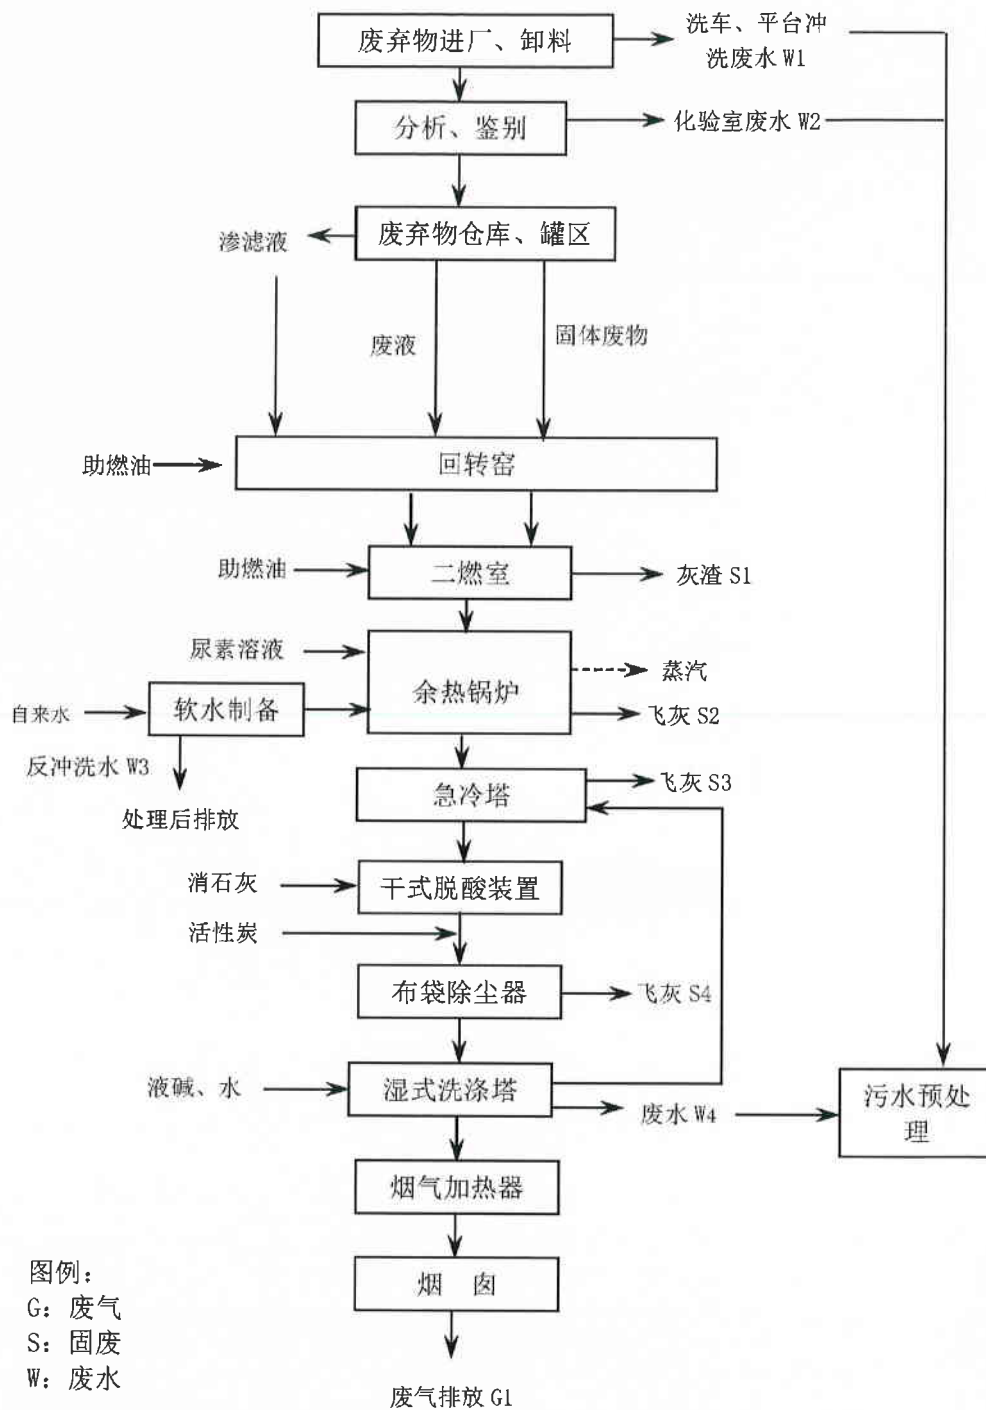 废弃物进厂、卸料
洗车、平台冲
洗废水 W1
分析、鉴别
化验室废水 W2
废弃物仓库、罐区
渗滤液
废液
固体废物
助燃油
回转窑
助燃油
二燃室
灰渣 S1
尿素溶液
余热锅炉
蒸汽
自来水
软水制备
飞灰 S2
反冲洗水 W3
处理后排放
急冷塔
飞灰 S3
消石灰
干式脱酸装置
活性炭
布袋除尘器
飞灰 S4
液碱、水
湿式洗涤塔
废水 W4
污水预处
理
烟气加热器
烟 囱
废气排放 G1
图例：
G：废气
S：固废
W：废水